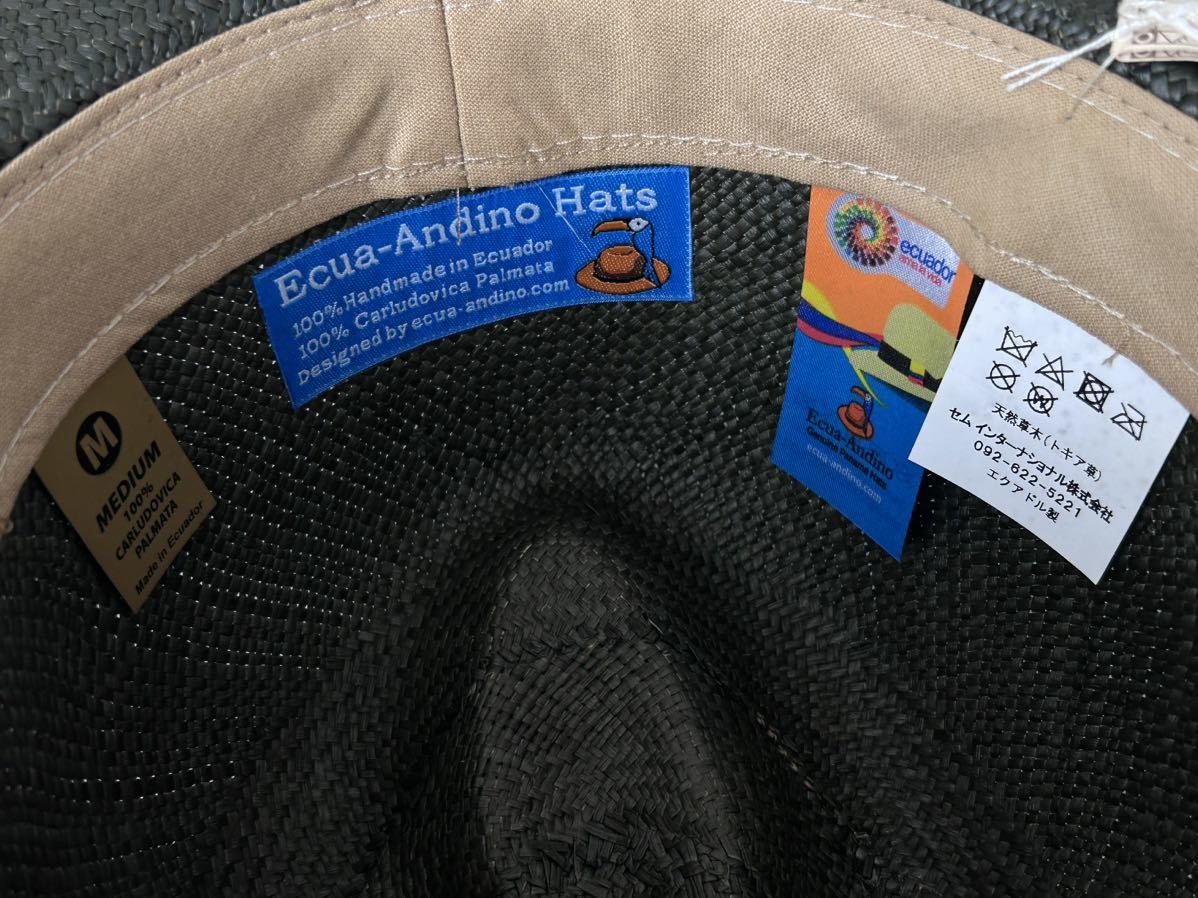 Ecua-Andino Hats
100% Handmade in Ecuador
100% Carludovica Palmata
Designed by ecua-andino.com
M
MEDIUM
100%
CARLUDOVICA
PALMATA
Made in Ecuador
ecuador
ama la vida
Ecua-Andino
Genuine Panama Hats
ecua-andino.com
天然草木(トキア草)
セム インターナショナル株式会社
092-622-5221
エクアドル製